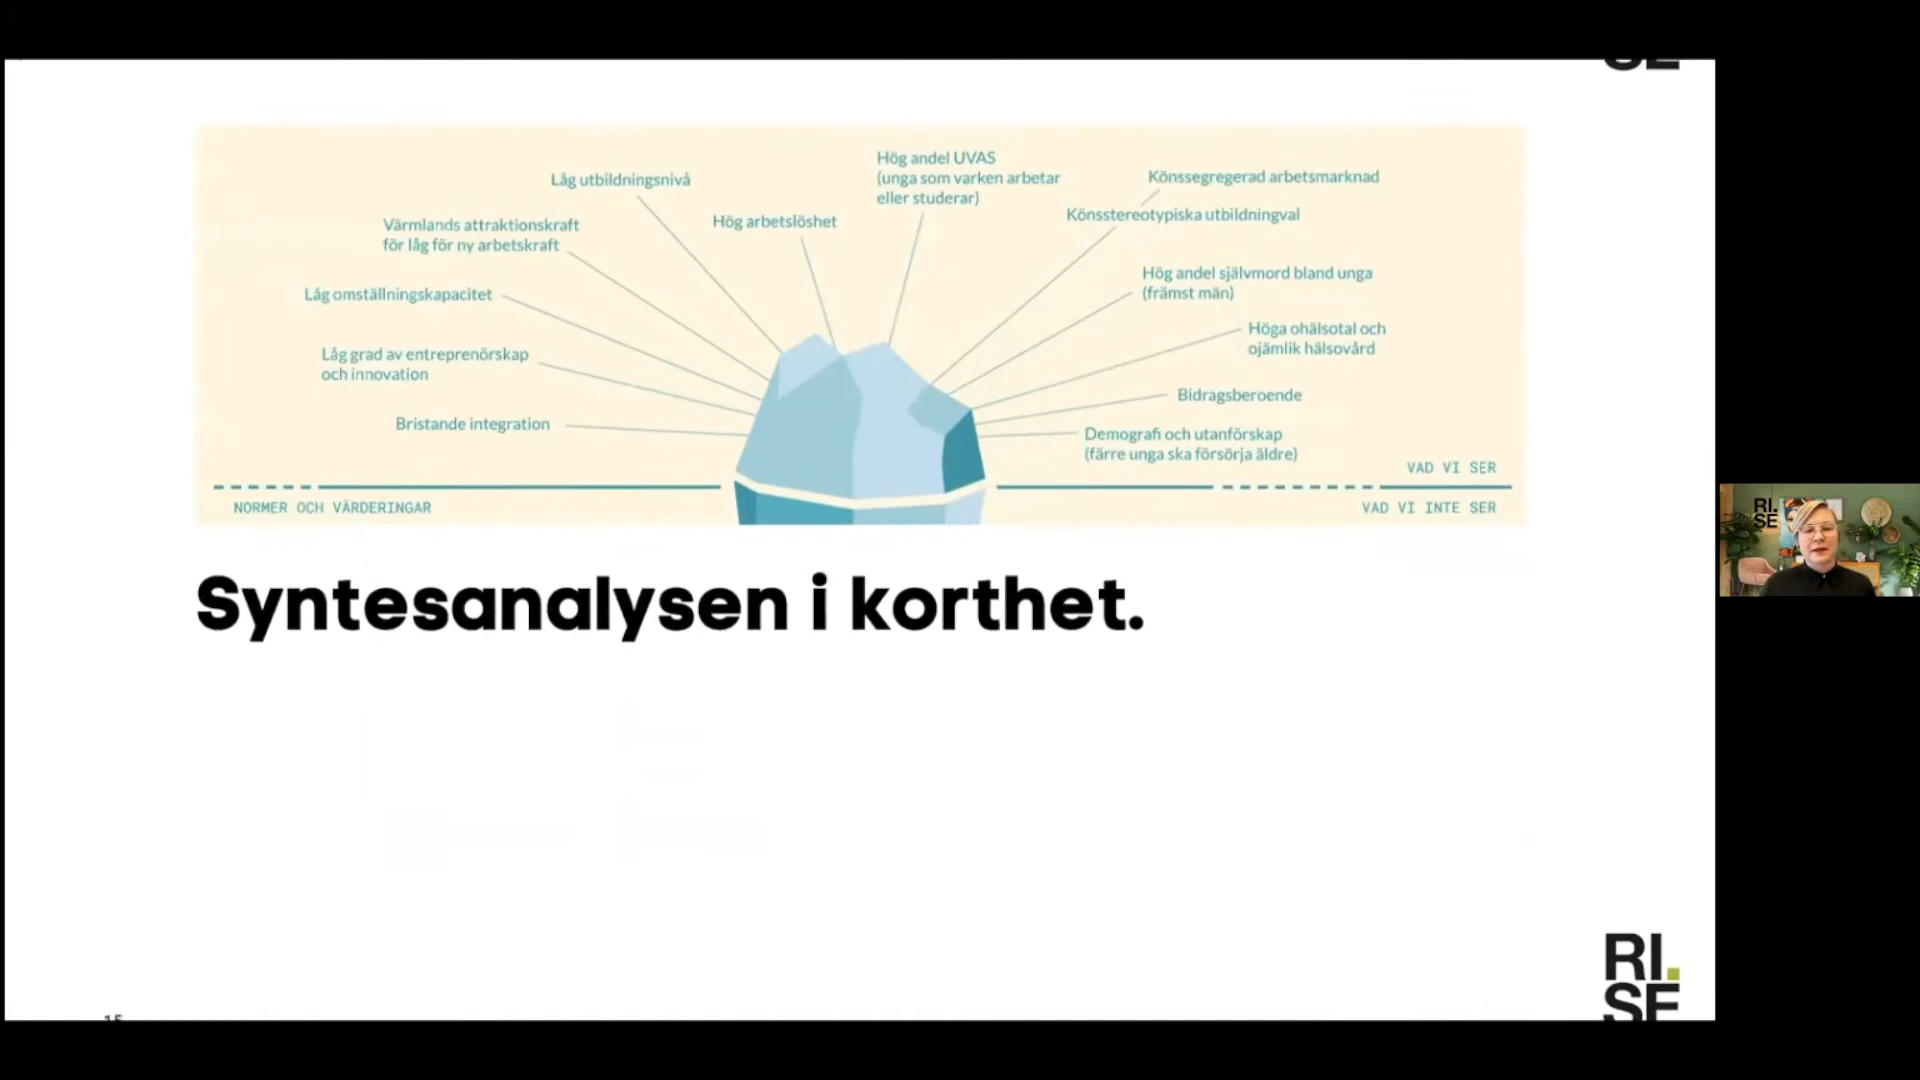 Låg utbildningsnivå
Hög andel UVAS
(unga som varken arbetar
eller studerar)
Könssegregerad arbetsmarknad
Värmlands attraktionskraft
för låg för ny arbetskraft
Hög arbetslöshet
Könsstereotypiska utbildningval
Låg omställningskapacitet
Hög andel självmord bland unga
(främst män)
Låg grad av entreprenörskap
och innovation
Höga ohälsotal och
ojämlik hälsovård
Bristande integration
Bidragsberoende
Demografi och utanförskap
(färre unga ska försörja äldre)
VAD VI SER
NORMER OCH VÄRDERINGAR
VAD VI INTE SER
Syntesanalysen i korthet.
RI.
SE
RI.
SE
15